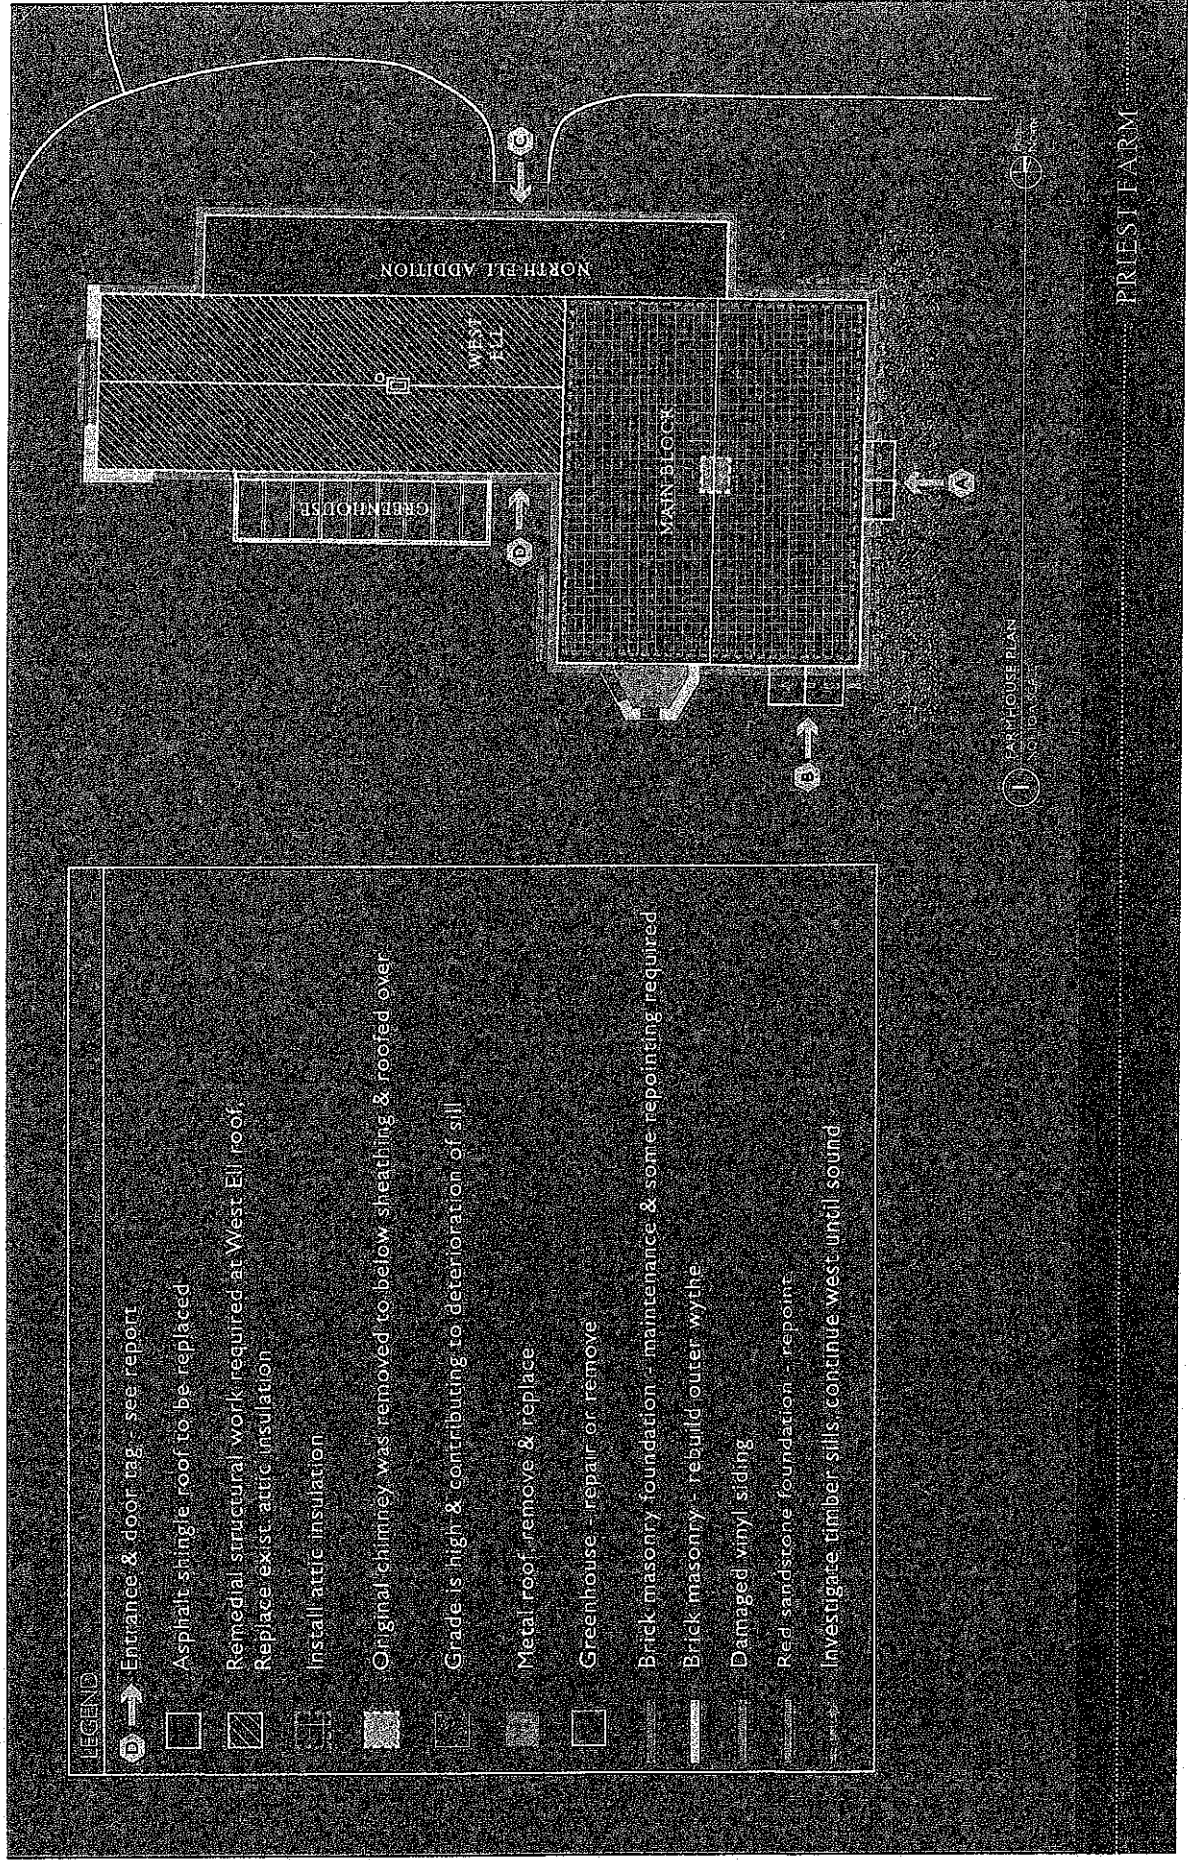 LEGEND
D Entrance & door tag - see report
Asphalt shingle roof to be replaced
Remedial structural work required at West Ell roof,
Replace exist. attic insulation
Install attic insulation
Original chimney was removed to below sheathing & roofed over
Grade is high & contributing to deterioration of sill
Metal roof, remove & replace
Greenhouse - repair or remove
Brick masonry foundation - maintenance & some repointing required
Brick masonry - rebuild outer wythe
Damaged vinyl siding
Red sandstone foundation - repoint
Investigate timber sills. Continue west until sound
NORTH ELL ADDITION
WEST
ELL
GREENHOUSE
MAIN BLOCK
C
D
B
A
1
FARMHOUSE PLAN
PRIEST FARM